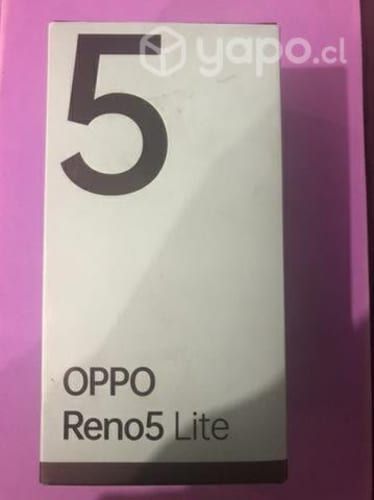 yapo.cl
5
OPPO
Reno5 Lite